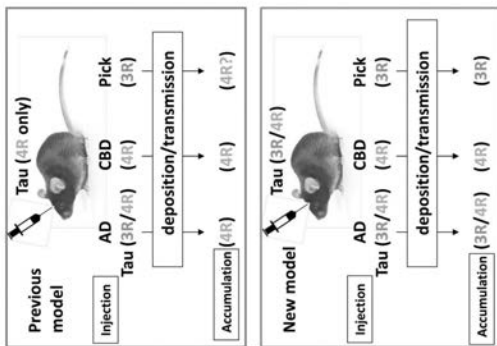 Previous model
Tau (4R only)
Injection
AD CBD Pick
Tau (3R/4R) (4R) (3R)
deposition/transmission
Accumulation
(4R) (4R) (4R?)
New model
Tau (3R/4R)
Injection
AD CBD Pick
Tau (3R/4R) (4R) (3R)
deposition/transmission
Accumulation
(3R/4R) (4R) (3R)